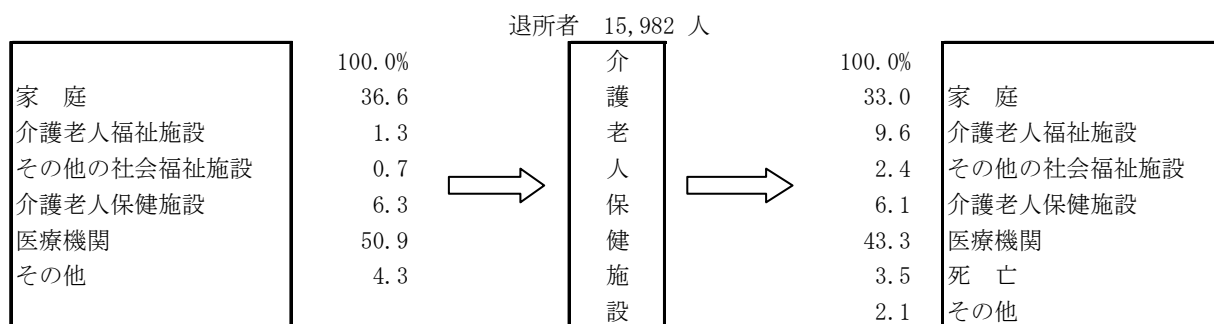 退所者 15,982 人
100.0% 介 100.0%
家 庭 36.6 護 33.0 家 庭
介護老人福祉施設 1.3 老 9.6 介護老人福祉施設
その他の社会福祉施設 0.7 人 2.4 その他の社会福祉施設
介護老人保健施設 6.3 保 6.1 介護老人保健施設
医療機関 50.9 健 43.3 医療機関
その他 4.3 施 3.5 死 亡
設 2.1 その他